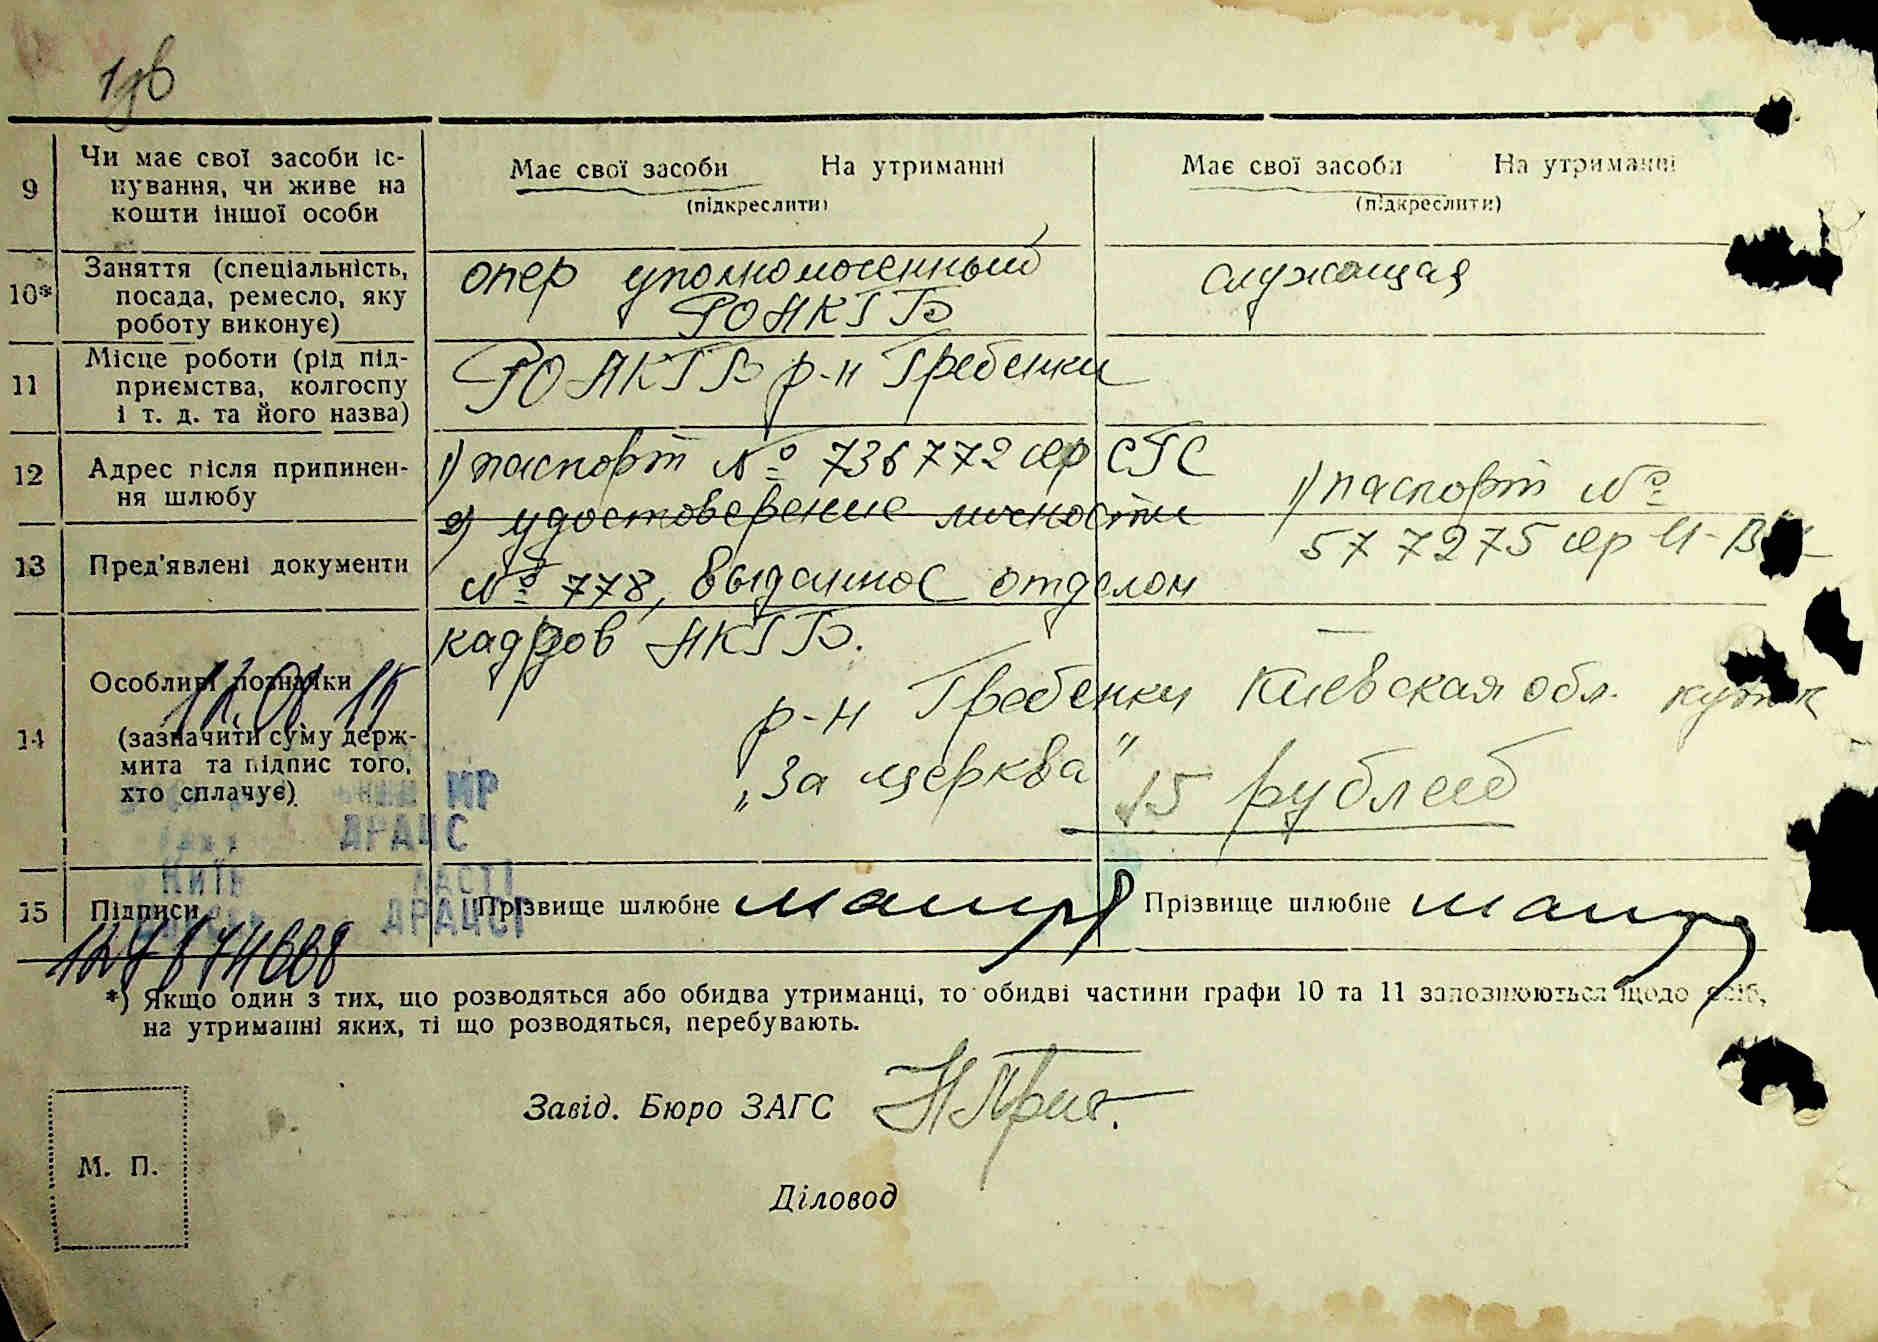 9 Чи має свої засоби іс-
нування, чи живе на
кошти іншої особи
Має свої засоби На утриманні
(підкреслити)
Має свої засоби На утриманні
(підкреслити)
10* Заняття (спеціальність,
посада, ремесло, яку
роботу виконує)
опер уполномоченный
РОНКГБ
служащая
11 Місце роботи (рід під-
приємства, колгоспу
і т. д. та його назва)
РОНКГБ р-н Гребенки
12 Адрес після припинен-
ня шлюбу
13 Пред'явлені документи
1) паспорт № 736772 сер СГС
2) удостоверение личности
№ 778, выданное отделом
кадров НКГБ.
1) паспорт №
577275 сер
14 Особливі позначки
(зазначити суму держ-
мита та підпис того,
хто сплачує)
р-н Гребенки Киевская обл.
„За церква"
15 рублей
МР
ДРАЦС
15 Підписи
Прізвище шлюбне
Прізвище шлюбне
*) Якщо один з тих, що розводяться або обидва утриманці, то обидві частини графи 10 та 11 заповнюються щодо осіб,
на утриманні яких, ті що розводяться, перебувають.
Завід. Бюро ЗАГС
Діловод
М. П.